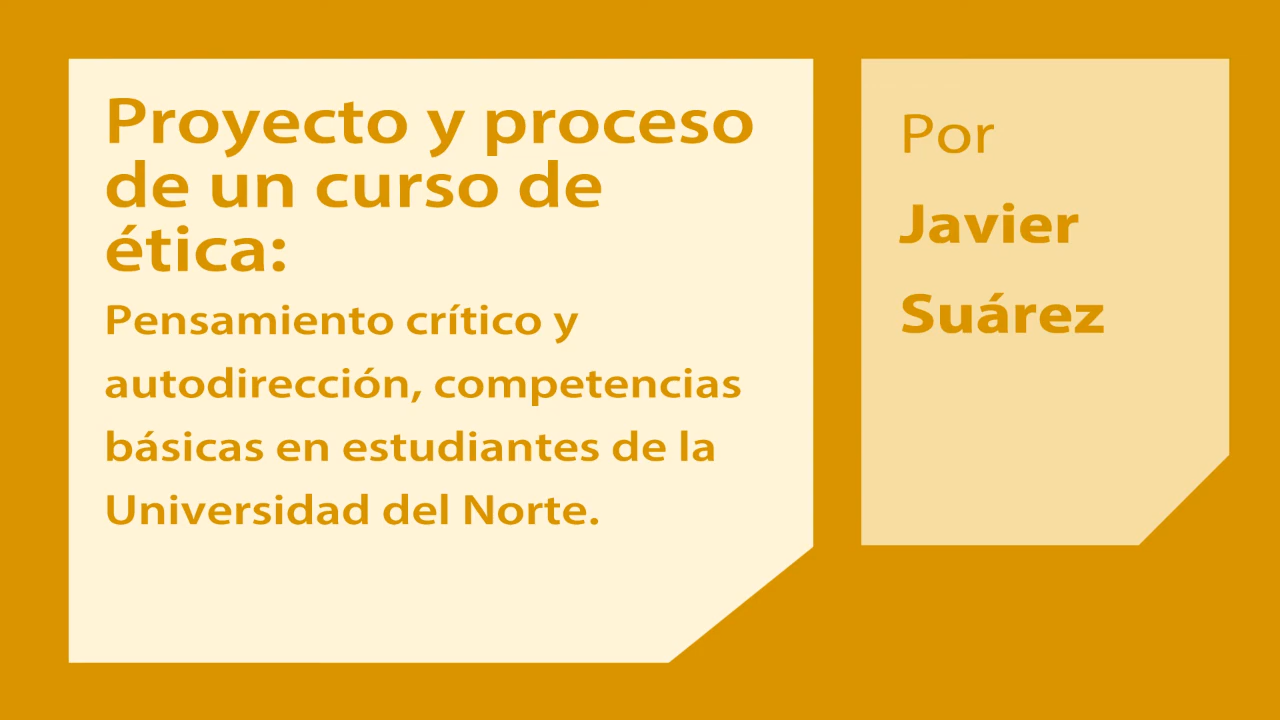 Proyecto y proceso
de un curso de
ética:
Pensamiento crítico y
autodirección, competencias
básicas en estudiantes de la
Universidad del Norte.
Por
Javier
Suárez